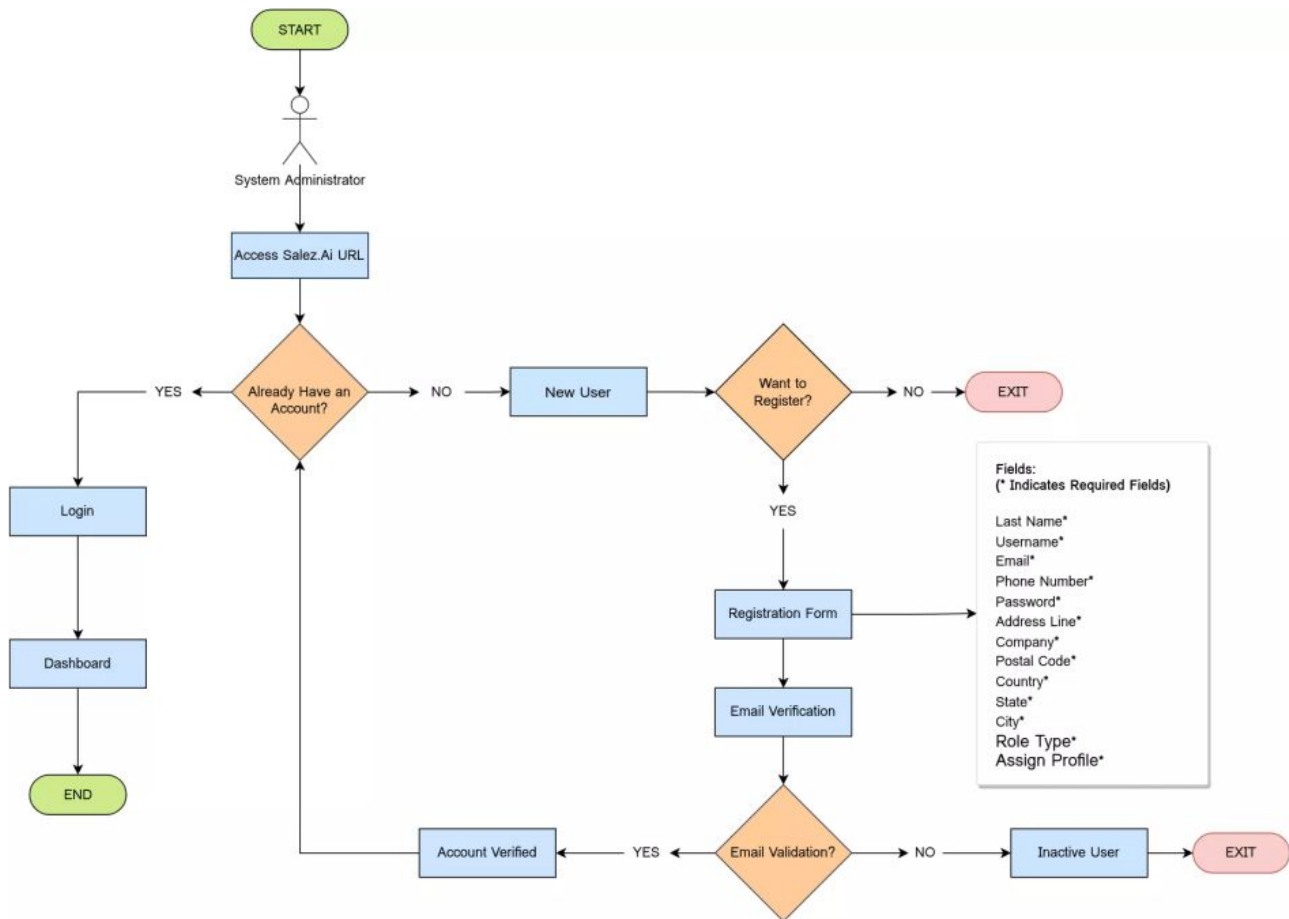 START
System Administrator
Access Salez.Ai URL
Already Have an
Account?
YES
NO
New User
Want to
Register?
NO
EXIT
Login
YES
Fields:
(* Indicates Required Fields)
Last Name*
Username*
Email*
Phone Number*
Password*
Address Line*
Company*
Postal Code*
Country*
State*
City*
Role Type*
Assign Profile*
Registration Form
Dashboard
Email Verification
END
Account Verified
YES
Email Validation?
NO
Inactive User
EXIT